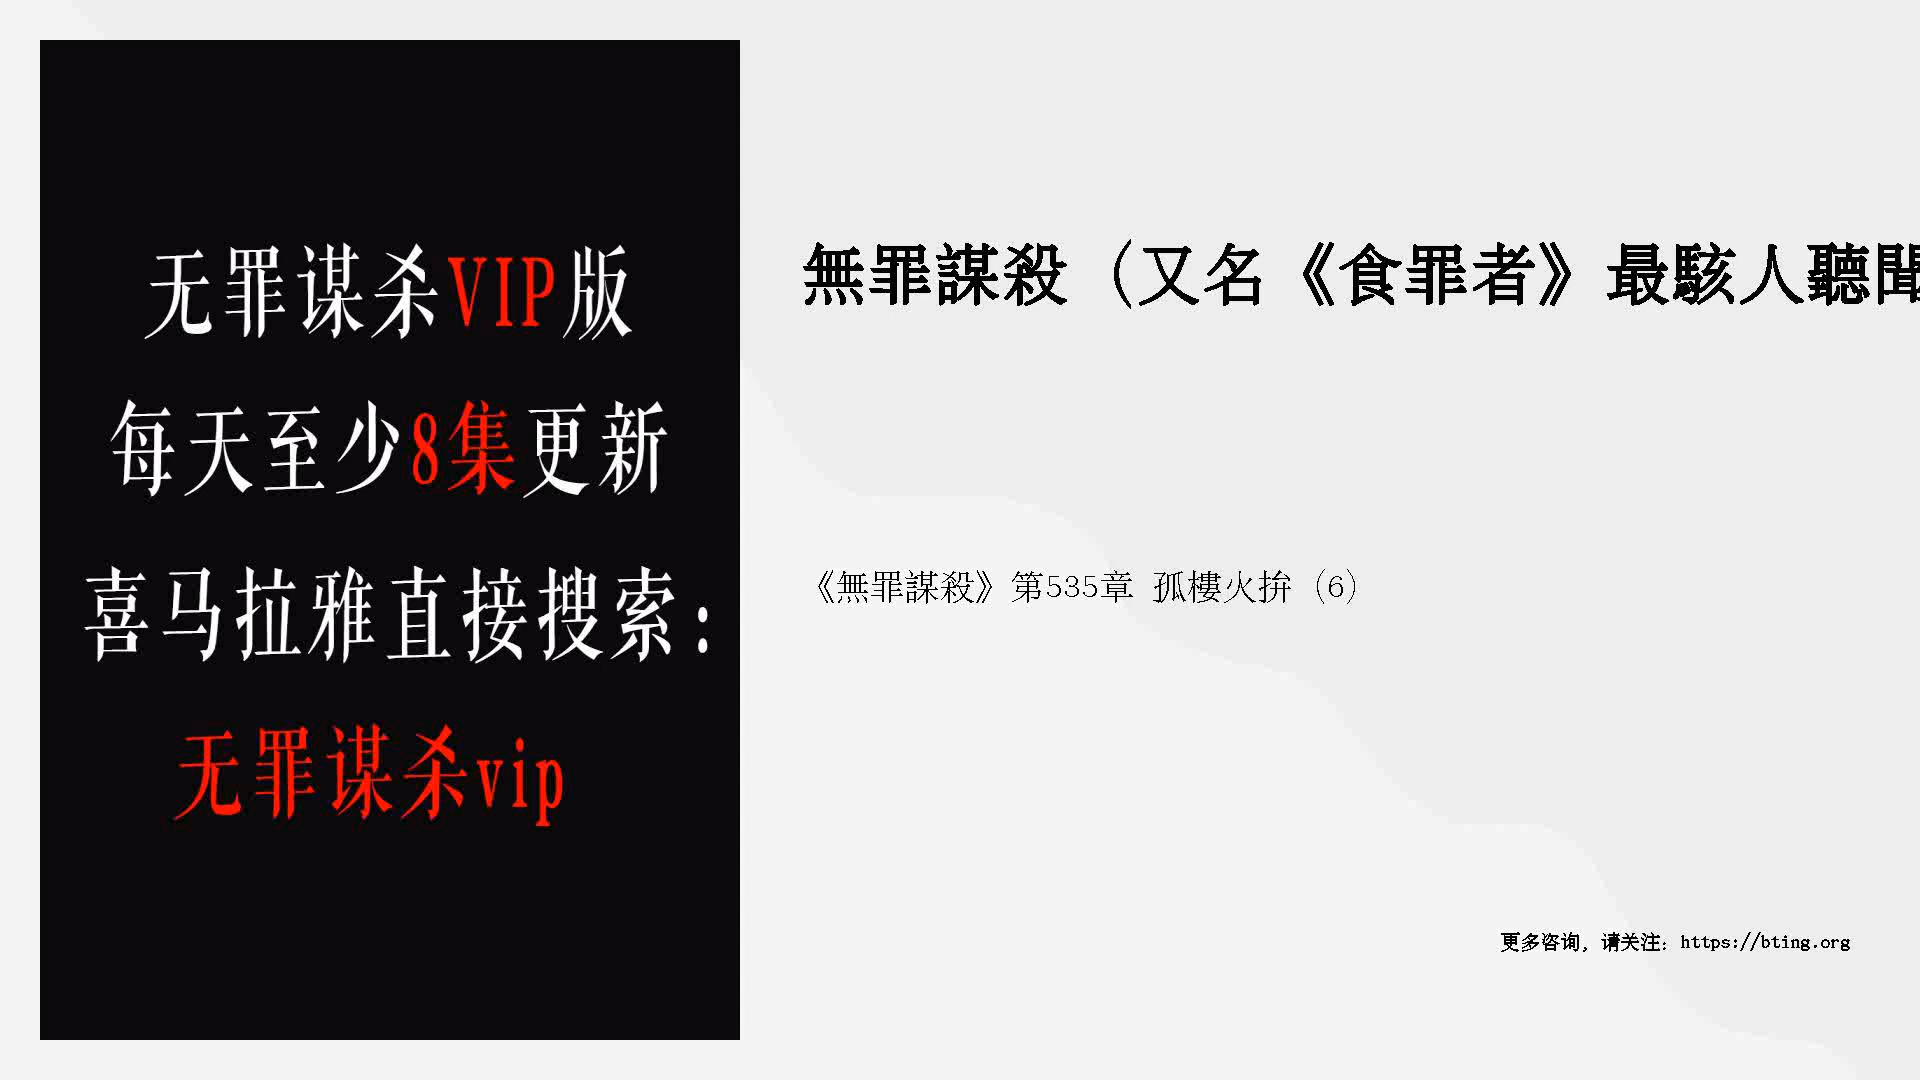 无罪谋杀VIP版
每天至少8集更新
喜马拉雅直接搜索：
无罪谋杀vip
無罪謀殺（又名《食罪者》最駭人聽聞
《無罪謀殺》第535章 孤樓火拚（6）
更多咨询，请关注：https://bting.org